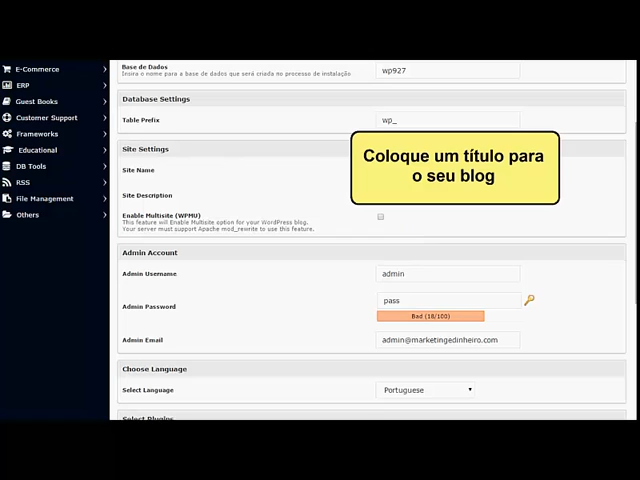 E-Commerce
ERP
Guest Books
Customer Support
Frameworks
Educational
DB Tools
RSS
File Management
Others
Base de Dados
Insira o nome para a base de dados que será criada no processo de instalação
wp927
Database Settings
Table Prefix
wp_
Site Settings
Site Name
Coloque um título para
o seu blog
Site Description
Enable Multisite (WPMU)
This feature will Enable Multisite option for your WordPress blog.
Your server must support Apache mod_rewrite to use this feature.
Admin Account
Admin Username
admin
Admin Password
pass
Bad (18/100)
Admin Email
admin@marketingedinheiro.com
Choose Language
Select Language
Portuguese
Select Plugins